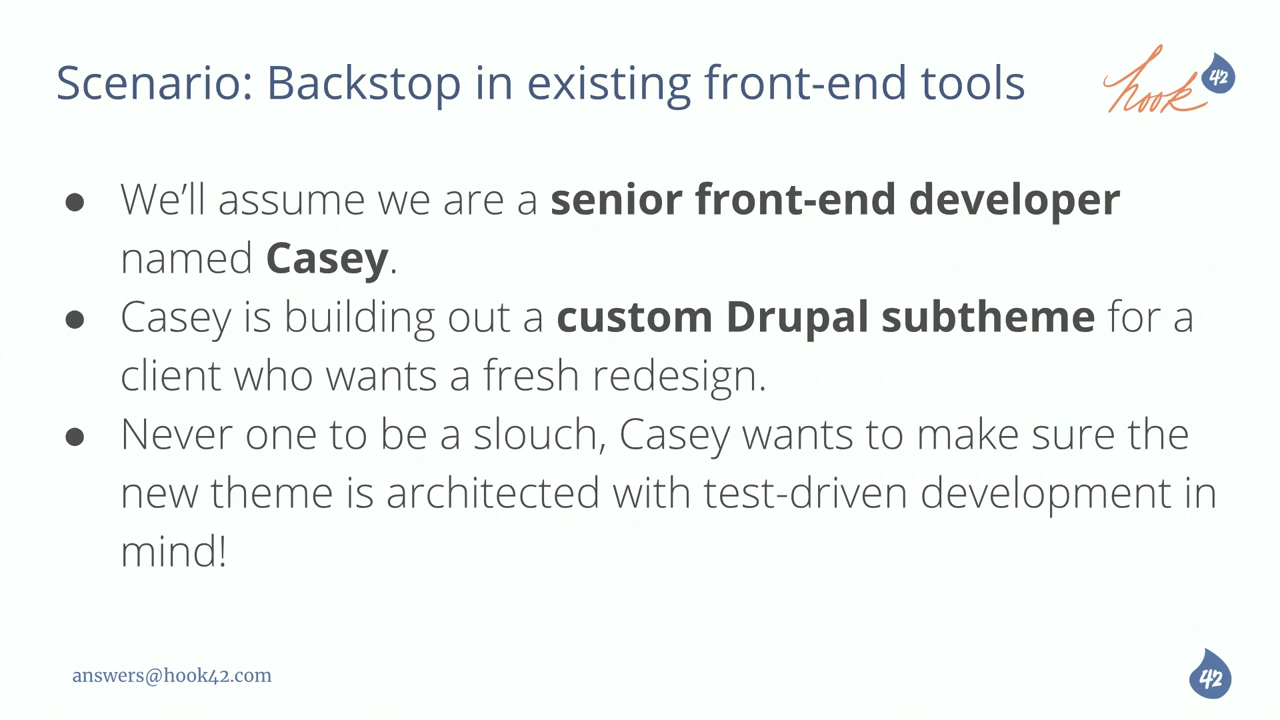 Scenario: Backstop in existing front-end tools
hook 42
● We’ll assume we are a senior front-end developer
named Casey.
● Casey is building out a custom Drupal subtheme for a
client who wants a fresh redesign.
● Never one to be a slouch, Casey wants to make sure the
new theme is architected with test-driven development in
mind!
answers@hook42.com
42